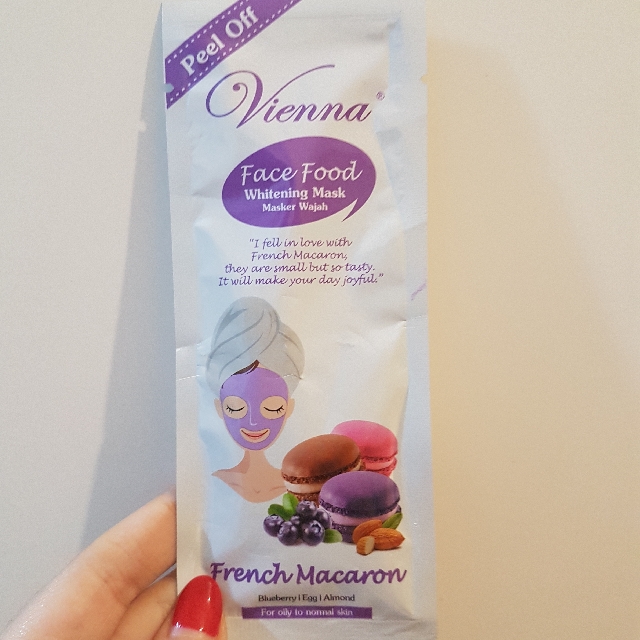 Peel Off
Vienna®
Face Food
Whitening Mask
Masker Wajah
"I fell in love with
French Macaron,
they are small but so tasty.
It will make your day joyful."
French Macaron
Blueberry | Egg | Almond
For oily to normal skin